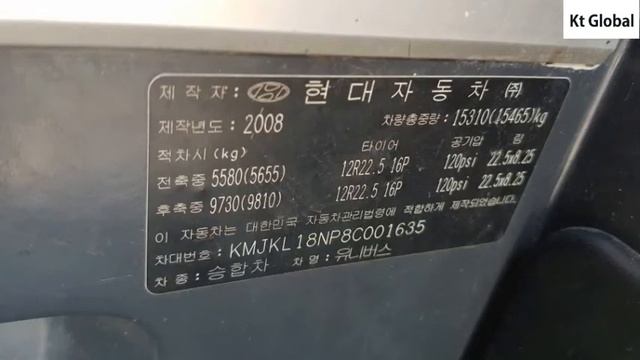 Kt Global
제 작 자: 현 대 자 동 차 ㈜
제작년도: 2008 차량총중량: 15310(15465)kg
적차시 (kg) 타이어 공기압 량
전축중 5580(5655) 12R22.5 16P 120psi 22.5x8.25
후축중 9730(9810) 12R22.5 16P 120psi 22.5x8.25
이 자동차는 대한민국 자동차관리법령에 적합하게 제작되었음.
차대번호: KMJKL18NP8C001635
차 종: 승합차 차 명: 유니버스